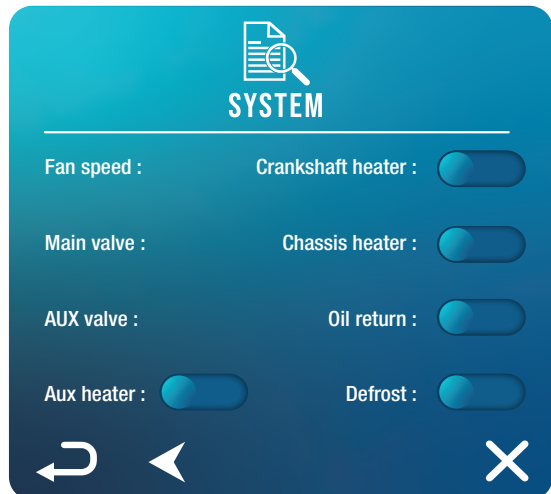 SYSTEM
Fan speed : Crankshaft heater :
Main valve : Chassis heater :
AUX valve : Oil return :
Aux heater : Defrost :